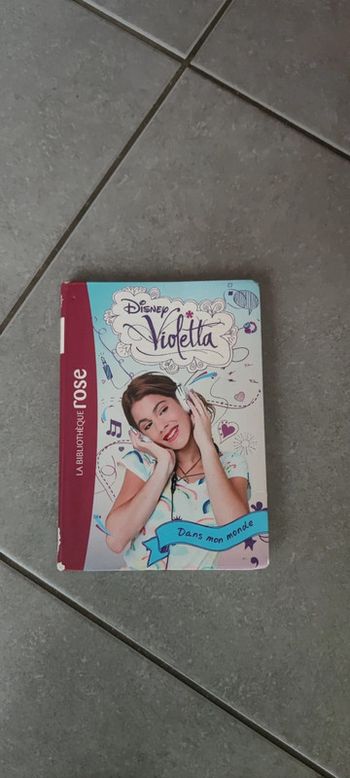 DISNEY
Violetta
LA BIBLIOTHÈQUE rose
Dans mon monde